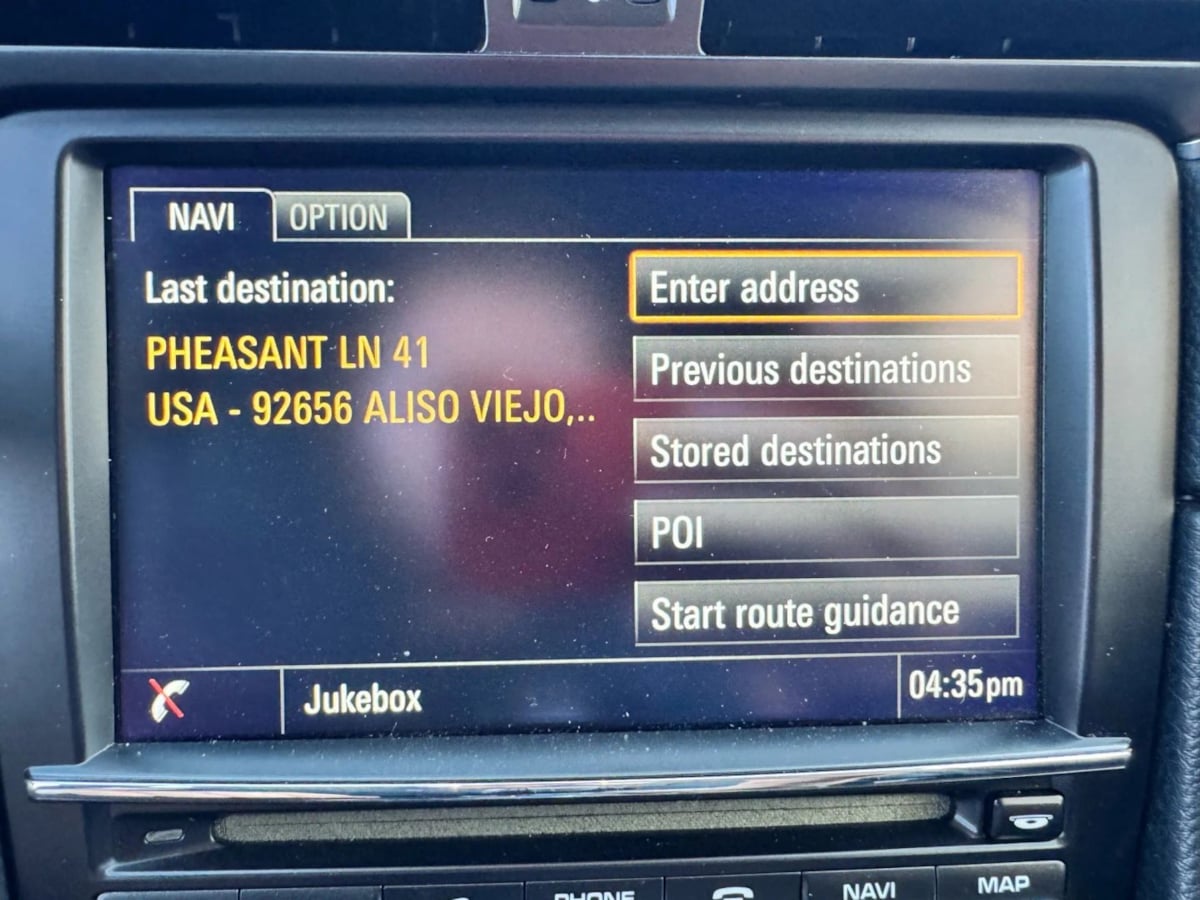 NAVI OPTION
Last destination:
PHEASANT LN 41
USA - 92656 ALISO VIEJO,..
Enter address
Previous destinations
Stored destinations
POI
Start route guidance
Jukebox
04:35pm
PHONE
NAVI
MAP